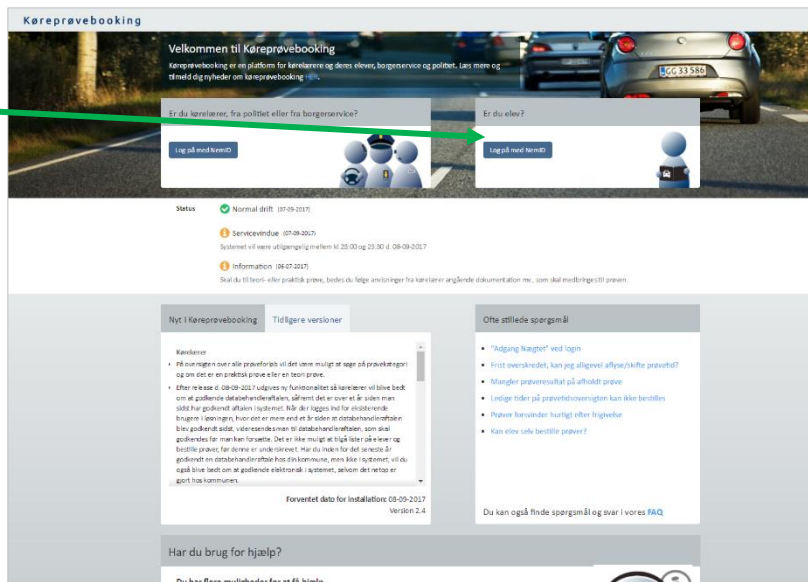 Køreprøvebooking
Velkommen til Køreprøvebooking
Køreprøvebooking er en platform for kørelærere og deres elever, borgerservice og politiet. Læs mere og
tilmeld dig nyheder om køreprøvebooking HER.
GG 33 586
Er du kørelærer, fra politiet eller fra borgerservice?
Log på med NemID
Er du elev?
Log på med NemID
Status
Normal drift (07-09-2017)
Servicevindue (07-09-2017)
Systemet vil være utilgængelig mellem kl 23:00 og 23:30 d. 08-09-2017
Information (06-07-2017)
Skal du til teori- eller praktisk prøve, bedes du følge anvisninger fra kørelærer angående dokumentation mv., som skal medbringes til prøven.
Nyt i Køreprøvebooking
Tidligere versioner
Kørelærer
• På oversigten over alle prøveforløb vil det være muligt at søge på prøvekategori
og om det er en praktisk prøve eller en teori prøve.
• Efter release d. 08-09-2017 udgives ny funktionalitet så kørelærer vil blive bedt
om at godkende databehandleraftalen, såfremt det er over et år siden man
sidst har godkendt aftalen i systemet. Når der logges ind for eksisterende
brugere i løsningen, hvor det er mere end et år siden at databehandleraftalen
blev godkendt sidst, videresendes man til databehandleraftalen, som skal
godkendes før man kan forsætte. Det er ikke muligt at tilgå lister på elever og
bestille prøver, før denne er underskrevet. Har du inden for det seneste år
godkendt en databehandleraftale hos din kommune, men ikke i systemet, vil du
også blive bedt om at godkende elektronisk i systemet, selvom det netop er
gjort hos kommunen.
Forventet dato for installation: 08-09-2017
Version 2.4
Ofte stillede spørgsmål
• "Adgang Nægtet" ved login
• Frist overskredet, kan jeg alligevel aflyse/skifte prøvetid?
• Mangler prøveresultat på afholdt prøve
• Ledige tider på prøvetidsoversigten kan ikke bestilles
• Prøver forsvinder hurtigt efter frigivelse
• Kan elev selv bestille prøver?
Du kan også finde spørgsmål og svar i vores FAQ
Har du brug for hjælp?
Du har flere muligheder for at få hjælp